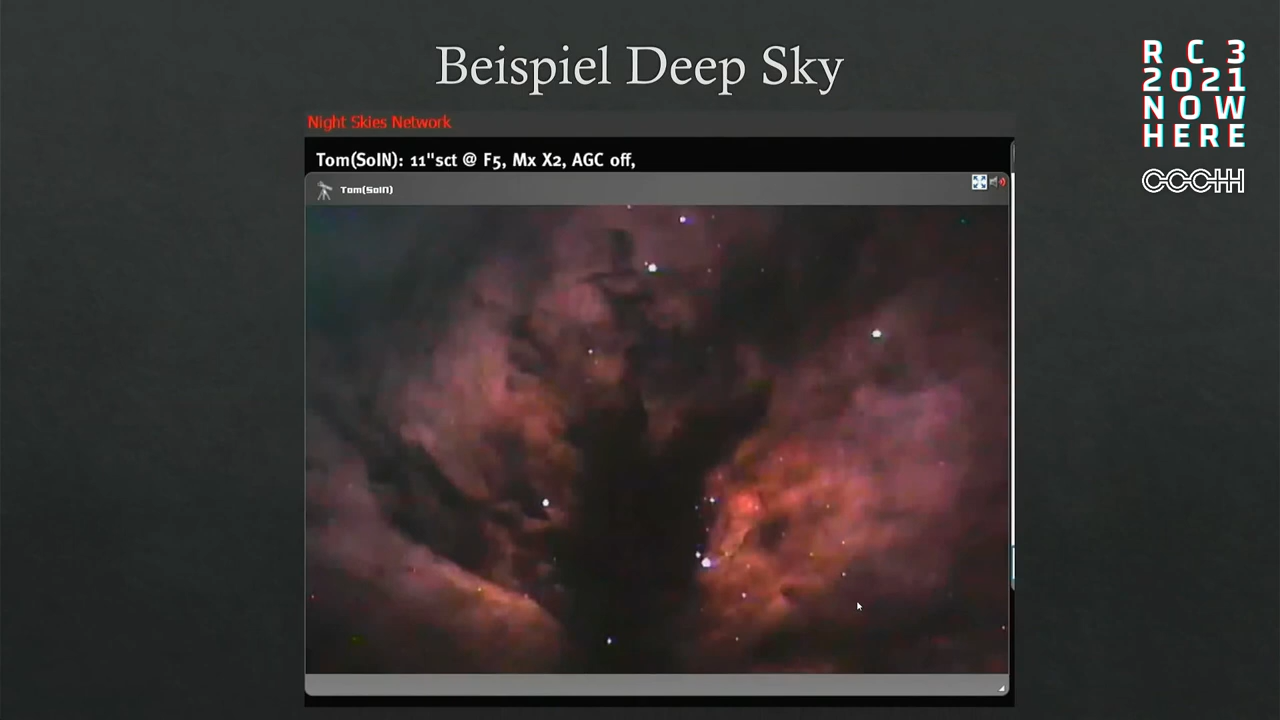 Beispiel Deep Sky
R C 3
2021
NOW
HERE
CCCHH
Night Skies Network
Tom(SoIN): 11"sct @ F5, Mx X2, AGC off,
Tom(SoIN)